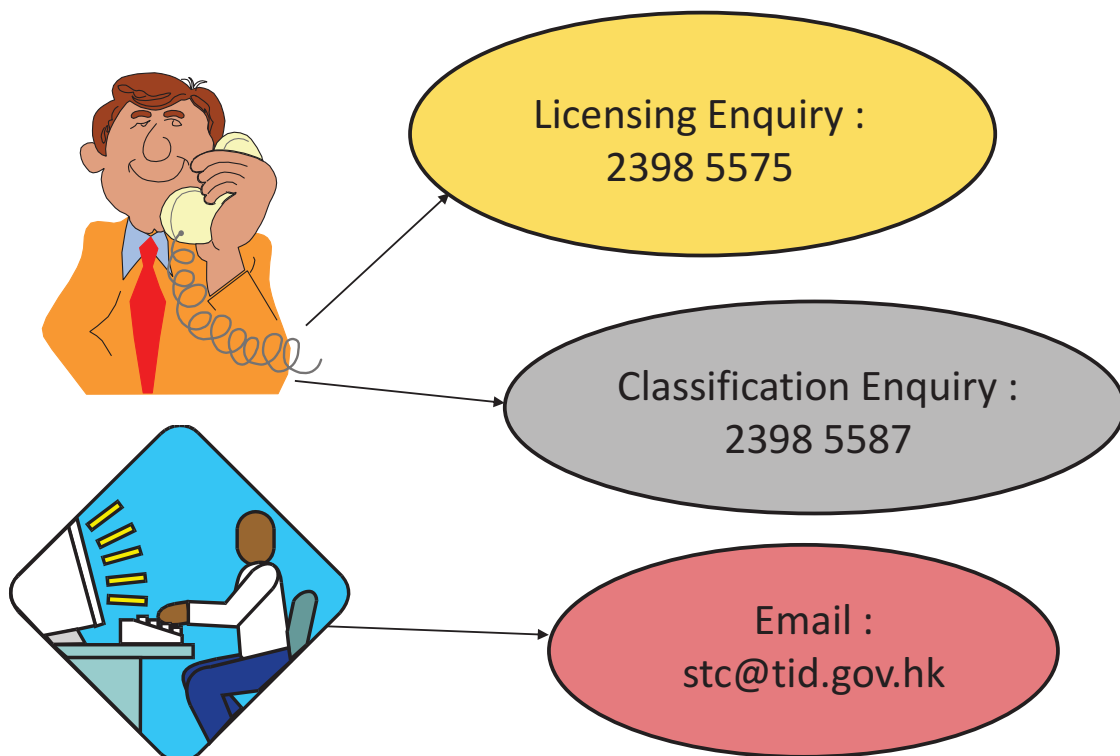 Licensing Enquiry :
2398 5575
Classification Enquiry :
2398 5587
Email :
stc@tid.gov.hk